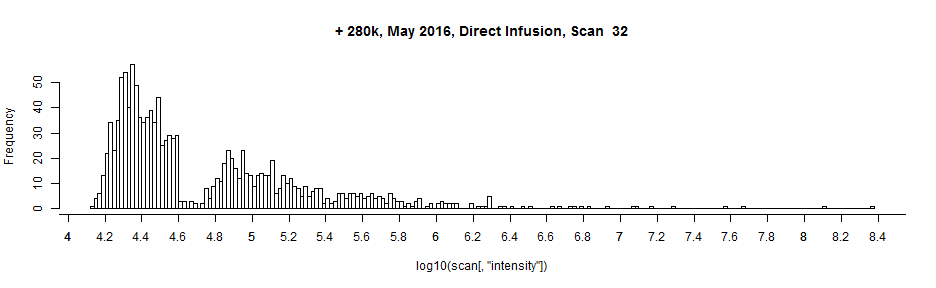 + 280k, May 2016, Direct Infusion, Scan 32
Frequency
50
40
30
20
10
0
4 4.2 4.4 4.6 4.8 5 5.2 5.4 5.6 5.8 6 6.2 6.4 6.6 6.8 7 7.2 7.4 7.6 7.8 8 8.2 8.4
log10(scan[, "intensity"])